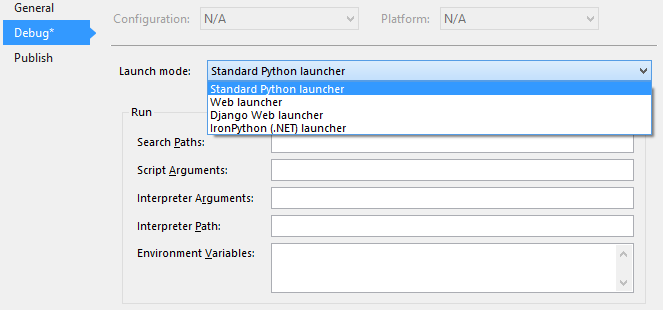 General
Configuration: N/A Platform: N/A
Debug*
Publish
Launch mode: Standard Python launcher
Standard Python launcher
Web launcher
Django Web launcher
IronPython (.NET) launcher
Run
Search Paths:
Script Arguments:
Interpreter Arguments:
Interpreter Path:
Environment Variables: